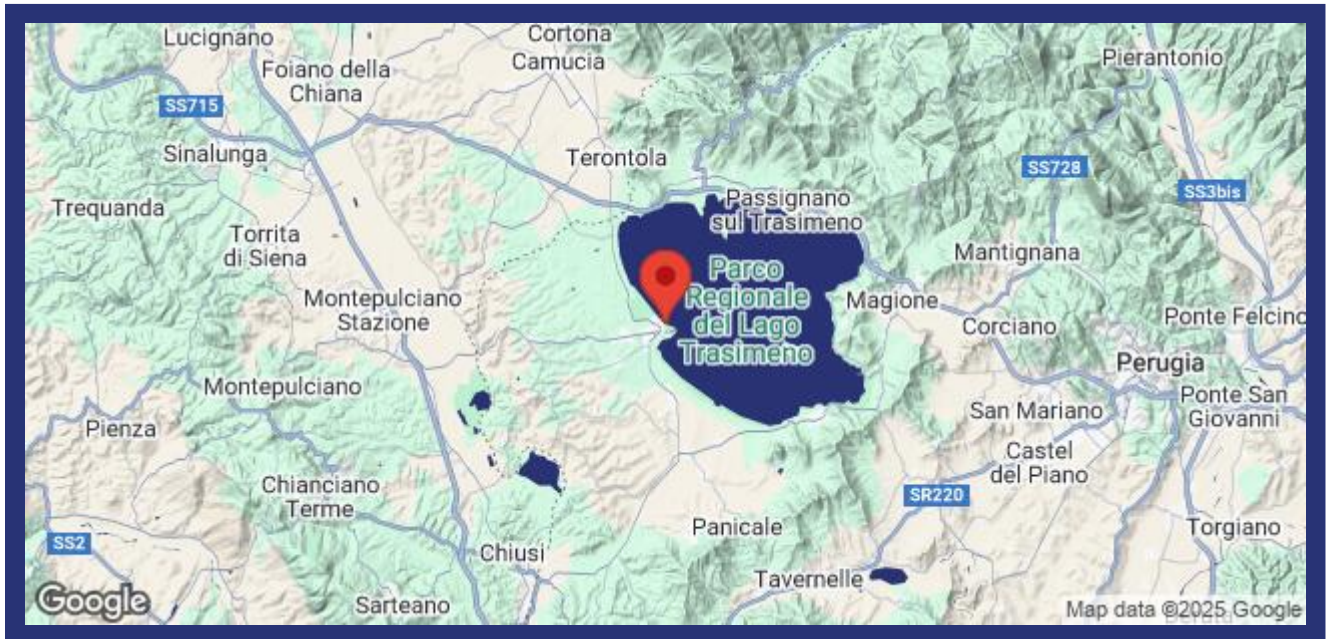 Lucignano
Cortona
Camucia
Pierantonio
Foiano della
Chiana
SS715
Sinalunga
Terontola
SS728
SS3bis
Trequanda
Passignano
sul Trasimeno
Torrita
di Siena
Mantignana
Parco
Regionale
del Lago
Trasimeno
Montepulciano
Stazione
Magione
Corciano
Ponte Felcino
Perugia
Montepulciano
Ponte San
Giovanni
Pienza
San Mariano
Castel
del Piano
Chianciano
Terme
SR220
Panicale
Torgiano
SS2
Chiusi
Tavernelle
Google
Sarteano
Map data ©2025 Google